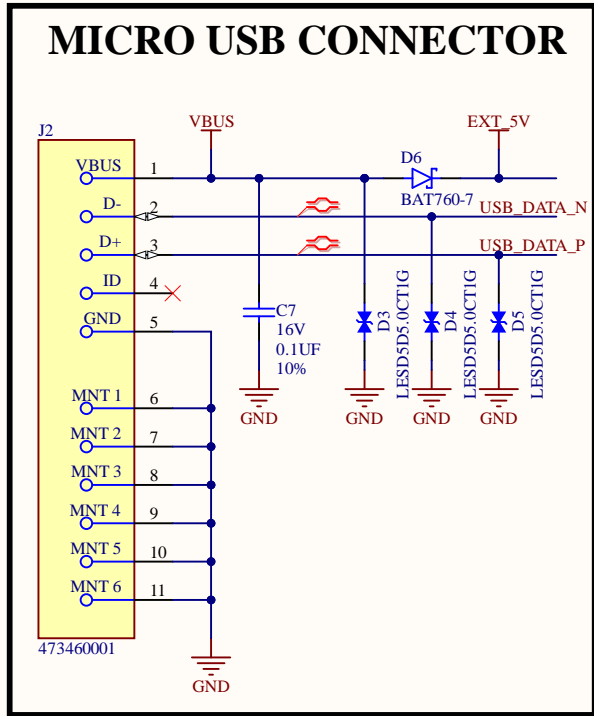 MICRO USB CONNECTOR
J2
VBUS
EXT_5V
VBUS 1
D6
BAT760-7
D- 2
USB_DATA_N
D+ 3
USB_DATA_P
ID 4
GND 5
C7
16V
0.1UF
10%
D3
LESD5D5.0CT1G
D4
LESD5D5.0CT1G
D5
LESD5D5.0CT1G
GND
GND
GND
GND
MNT 1 6
MNT 2 7
MNT 3 8
MNT 4 9
MNT 5 10
MNT 6 11
473460001
GND